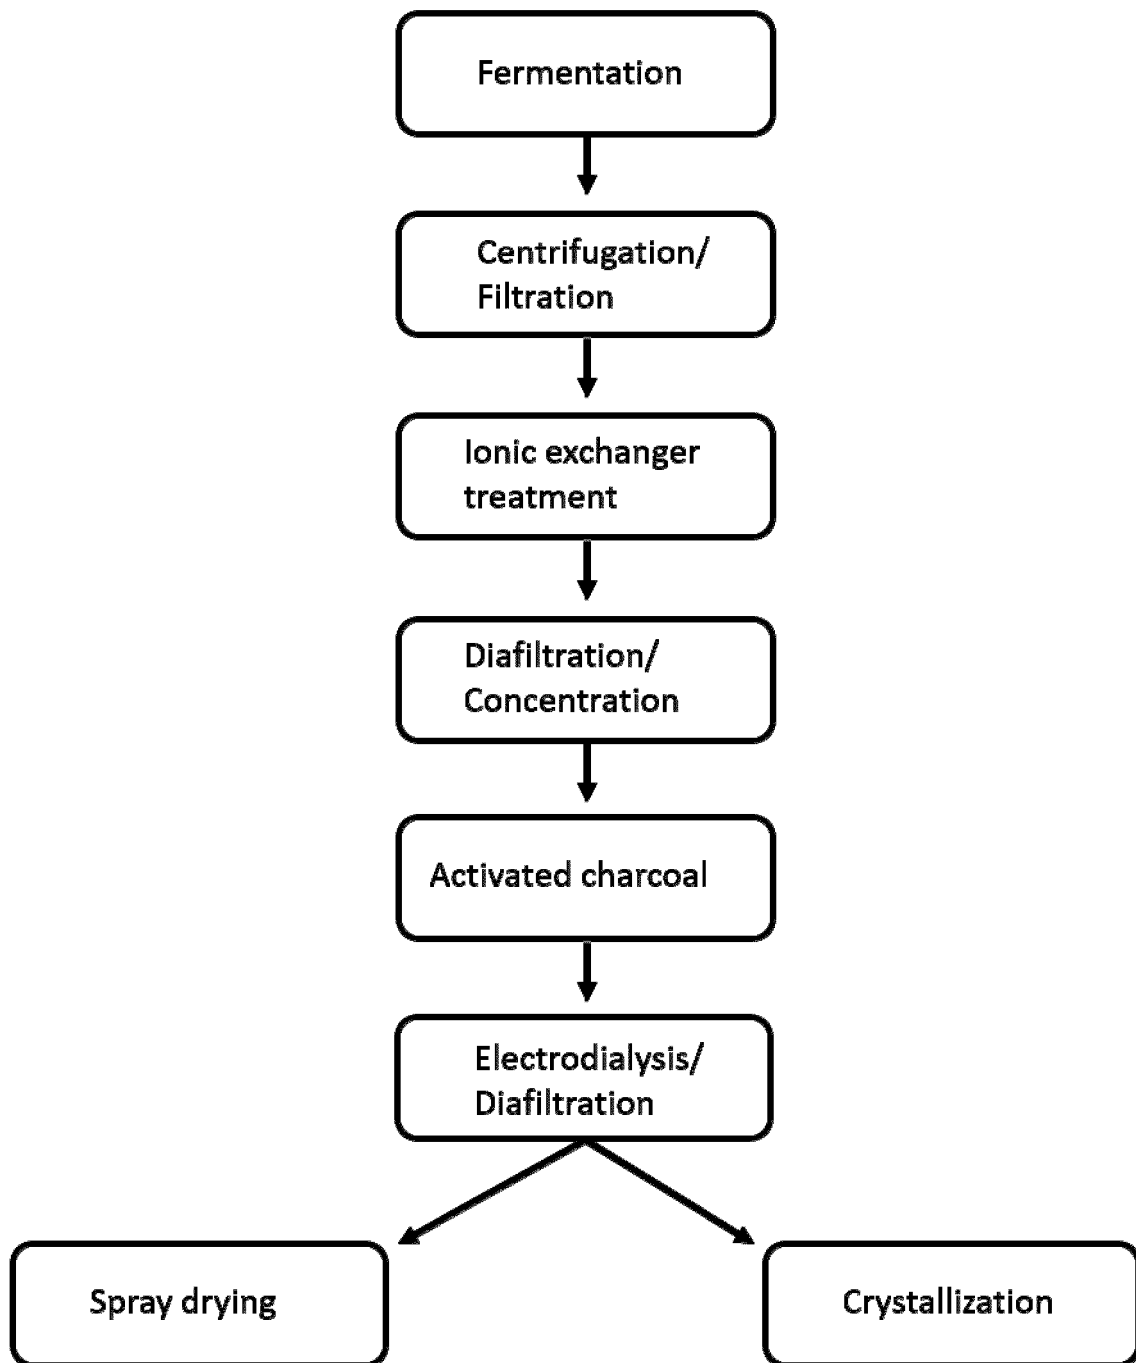 Fermentation
Centrifugation/
Filtration
Ionic exchanger
treatment
Diafiltration/
Concentration
Activated charcoal
Electrodialysis/
Diafiltration
Spray drying
Crystallization